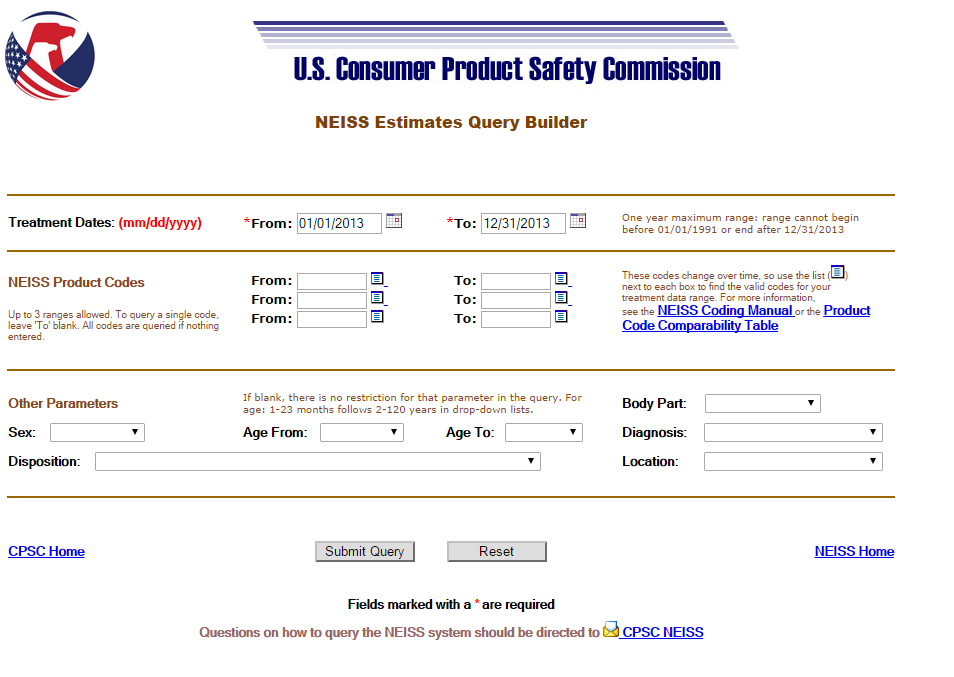 U.S. Consumer Product Safety Commission
NEISS Estimates Query Builder
Treatment Dates: (mm/dd/yyyy)
*From: 01/01/2013
*To: 12/31/2013
One year maximum range: range cannot begin
before 01/01/1991 or end after 12/31/2013
NEISS Product Codes
Up to 3 ranges allowed. To query a single code,
leave 'To' blank. All codes are queried if nothing
entered.
From: To:
From: To:
From: To:
These codes change over time, so use the list ( )
next to each box to find the valid codes for your
treatment data range. For more information,
see the NEISS Coding Manual or the Product
Code Comparability Table
Other Parameters
If blank, there is no restriction for that parameter in the query. For
age: 1-23 months follows 2-120 years in drop-down lists.
Body Part:
Sex: Age From: Age To: Diagnosis:
Disposition: Location:
CPSC Home Submit Query Reset NEISS Home
Fields marked with a * are required
Questions on how to query the NEISS system should be directed to CPSC NEISS